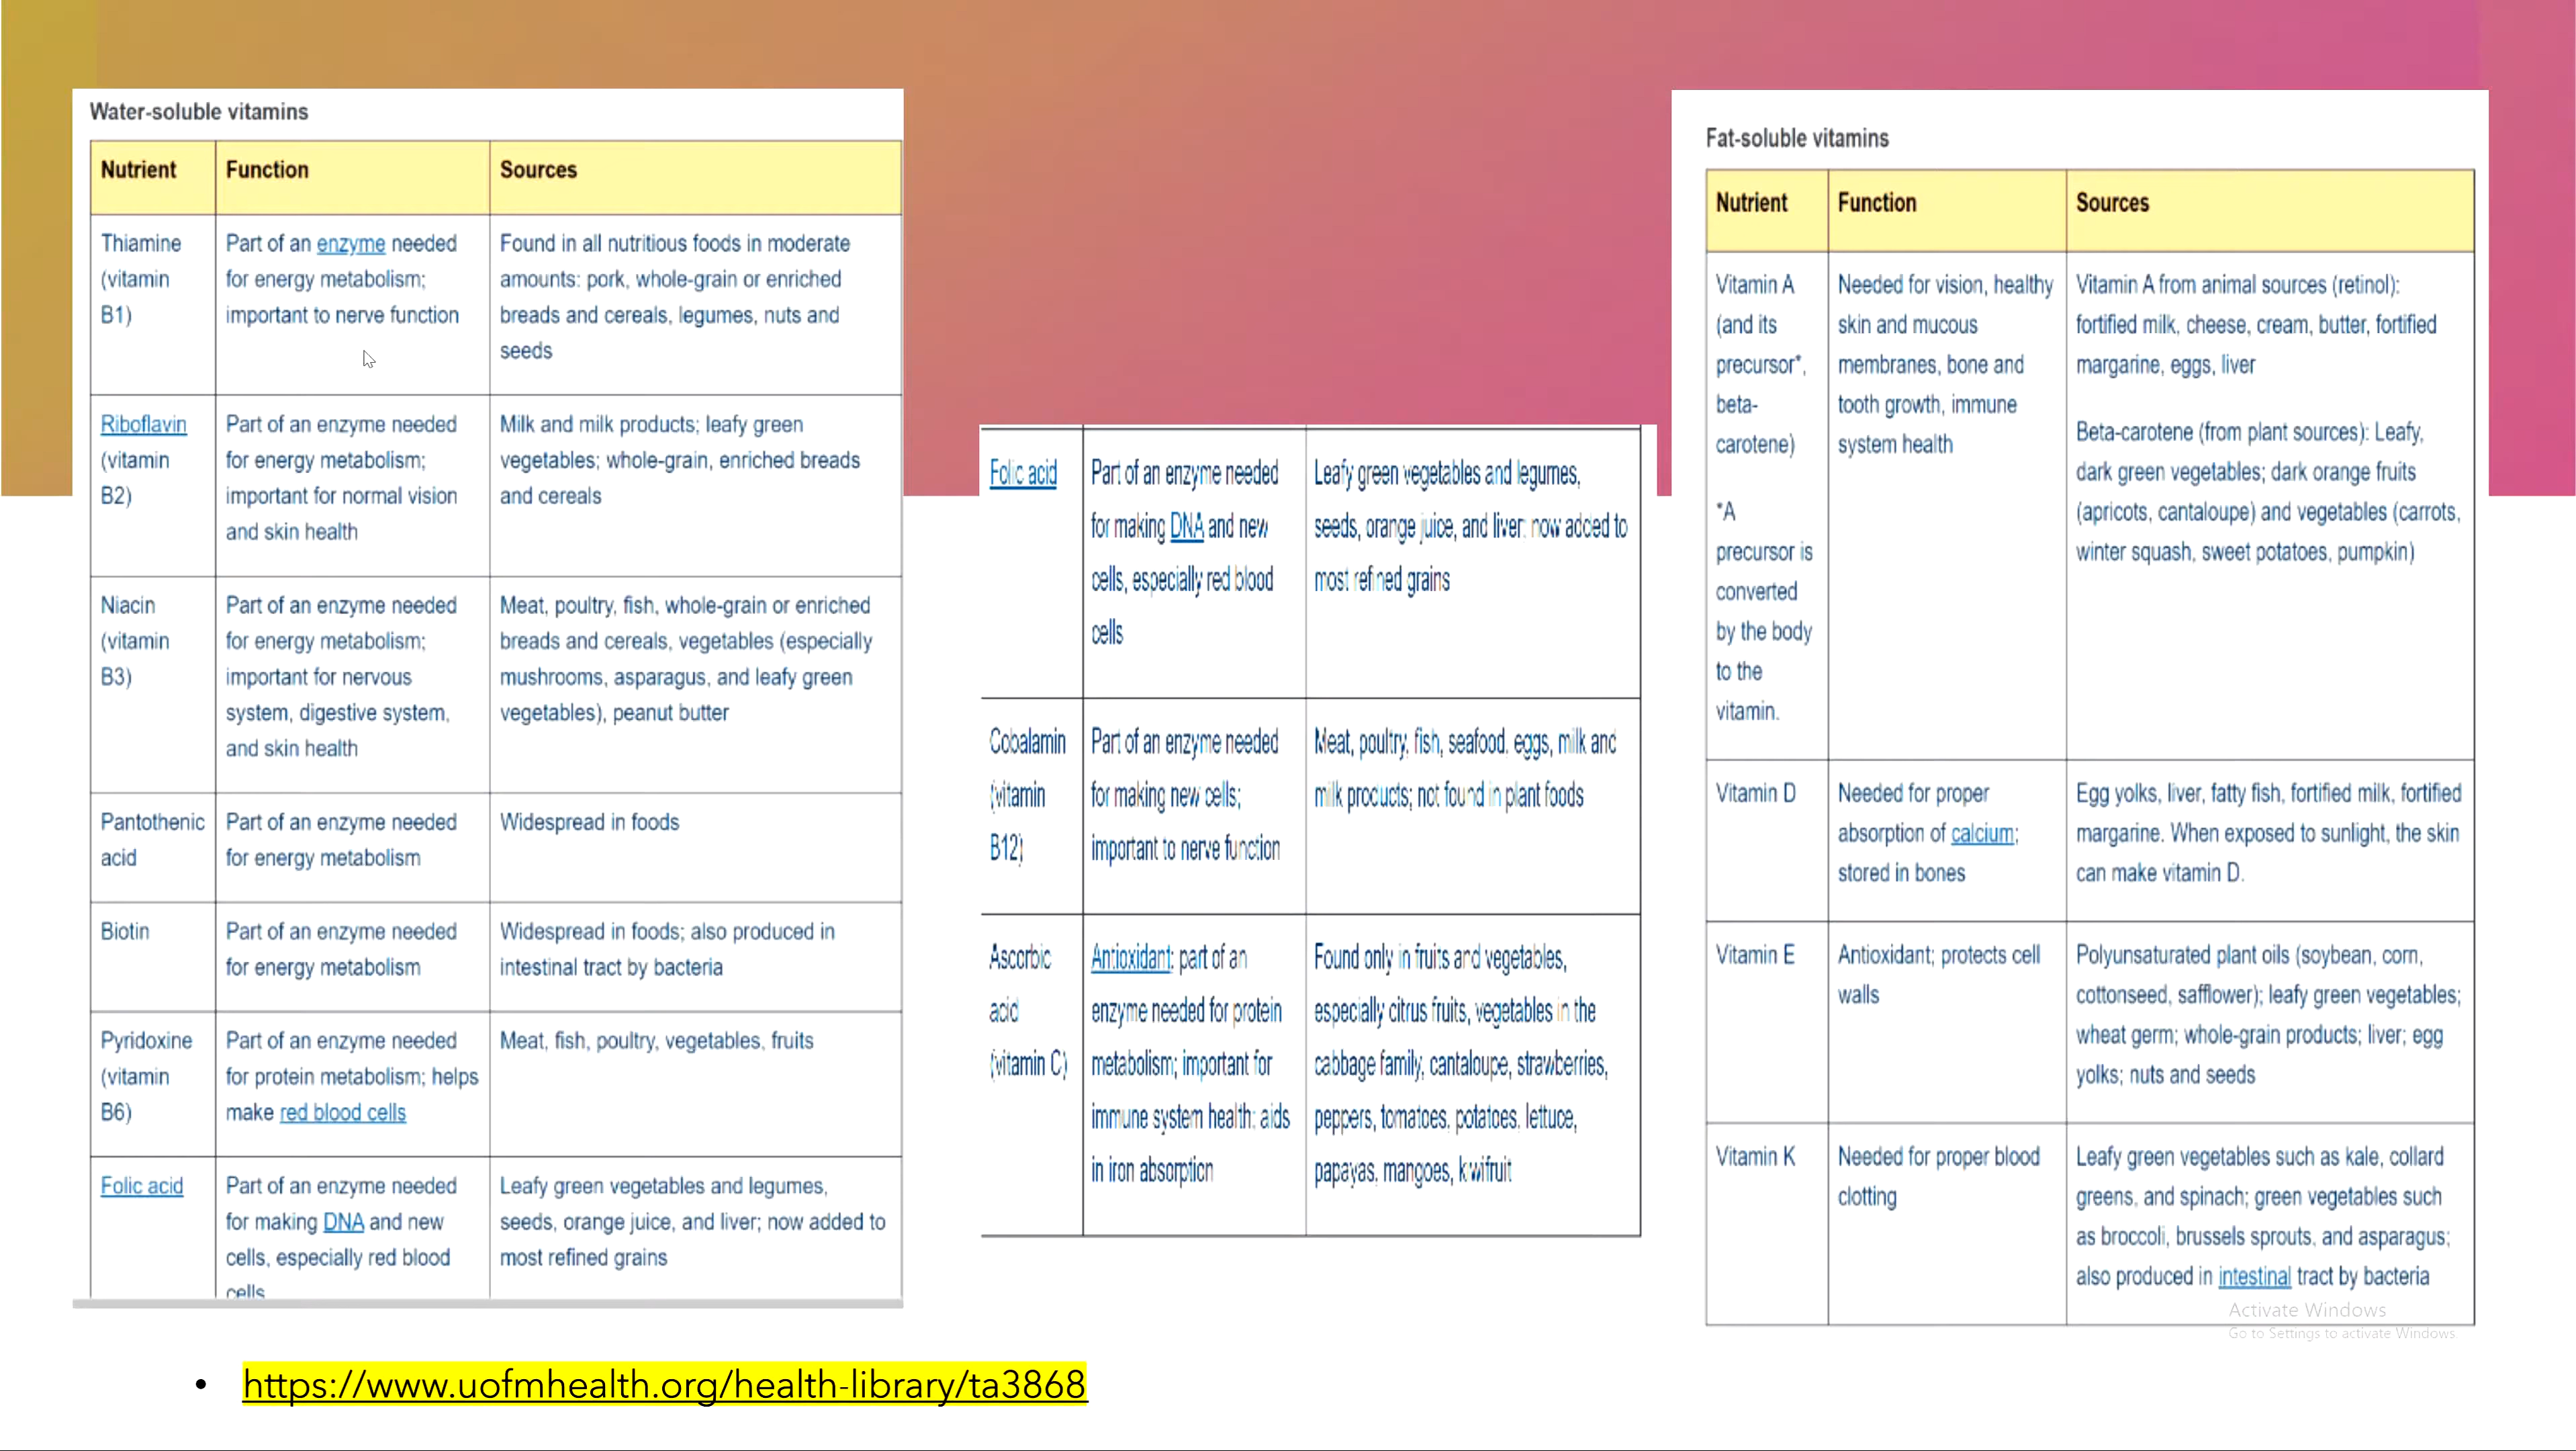 Water-soluble vitamins
Nutrient
Function
Sources
Thiamine
(vitamin
B1)
Part of an enzyme needed
for energy metabolism;
important to nerve function
Found in all nutritious foods in moderate
amounts: pork, whole-grain or enriched
breads and cereals, legumes, nuts and
seeds
Riboflavin
(vitamin
B2)
Part of an enzyme needed
for energy metabolism;
important for normal vision
and skin health
Milk and milk products; leafy green
vegetables; whole-grain, enriched breads
and cereals
Niacin
(vitamin
B3)
Part of an enzyme needed
for energy metabolism;
important for nervous
system, digestive system,
and skin health
Meat, poultry, fish, whole-grain or enriched
breads and cereals, vegetables (especially
mushrooms, asparagus, and leafy green
vegetables), peanut butter
Pantothenic
acid
Part of an enzyme needed
for energy metabolism
Widespread in foods
Biotin
Part of an enzyme needed
for energy metabolism
Widespread in foods; also produced in
intestinal tract by bacteria
Pyridoxine
(vitamin
B6)
Part of an enzyme needed
for protein metabolism; helps
make red blood cells
Meat, fish, poultry, vegetables, fruits
Folic acid
Part of an enzyme needed
for making DNA and new
cells, especially red blood
cells
Leafy green vegetables and legumes,
seeds, orange juice, and liver; now added to
most refined grains
Folic acid
Part of an enzyme needed
for making DNA and new
cells, especially red blood
cells
Leafy green vegetables and legumes,
seeds, orange juice, and liver; now added to
most refined grains
Cobalamin
(vitamin
B12)
Part of an enzyme needed
for making new cells;
important to nerve function
Meat, poultry, fish, seafood, eggs, milk and
milk products; not found in plant foods
Ascorbic
acid
(vitamin C)
Antioxidant; part of an
enzyme needed for protein
metabolism; important for
immune system health; aids
in iron absorption
Found only in fruits and vegetables,
especially citrus fruits, vegetables in the
cabbage family, cantaloupe, strawberries,
peppers, tomatoes, potatoes, lettuce,
papayas, mangoes, kiwifruit
Fat-soluble vitamins
Nutrient
Function
Sources
Vitamin A
(and its
precursor*,
beta-
carotene)
*A
precursor is
converted
by the body
to the
vitamin.
Needed for vision, healthy
skin and mucous
membranes, bone and
tooth growth, immune
system health
Vitamin A from animal sources (retinol):
fortified milk, cheese, cream, butter, fortified
margarine, eggs, liver
Beta-carotene (from plant sources): Leafy,
dark green vegetables; dark orange fruits
(apricots, cantaloupe) and vegetables (carrots,
winter squash, sweet potatoes, pumpkin)
Vitamin D
Needed for proper
absorption of calcium;
stored in bones
Egg yolks, liver, fatty fish, fortified milk, fortified
margarine. When exposed to sunlight, the skin
can make vitamin D.
Vitamin E
Antioxidant; protects cell
walls
Polyunsaturated plant oils (soybean, corn,
cottonseed, safflower); leafy green vegetables;
wheat germ; whole-grain products; liver; egg
yolks; nuts and seeds
Vitamin K
Needed for proper blood
clotting
Leafy green vegetables such as kale, collard
greens, and spinach; green vegetables such
as broccoli, brussels sprouts, and asparagus;
also produced in intestinal tract by bacteria
Activate Windows
Go to Settings to activate Windows.
• https://www.uofmhealth.org/health-library/ta3868